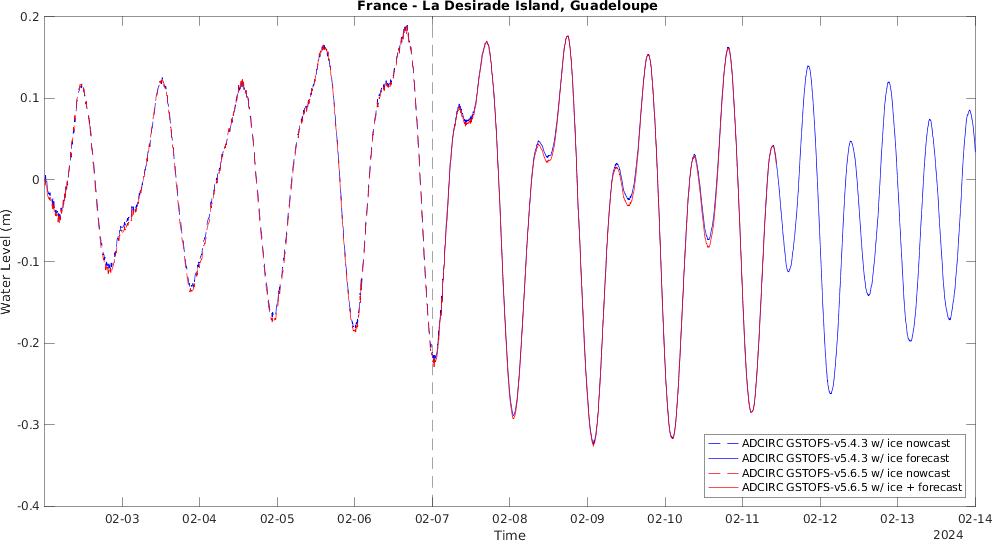 France - La Desirade Island, Guadeloupe
0.2
0.1
0
-0.1
-0.2
-0.3
-0.4
Water Level (m)
ADCIRC GSTOFS-v5.4.3 w/ ice nowcast
ADCIRC GSTOFS-v5.4.3 w/ ice forecast
ADCIRC GSTOFS-v5.6.5 w/ ice nowcast
ADCIRC GSTOFS-v5.6.5 w/ ice + forecast
02-03 02-04 02-05 02-06 02-07 02-08 02-09 02-10 02-11 02-12 02-13 02-14
Time
2024